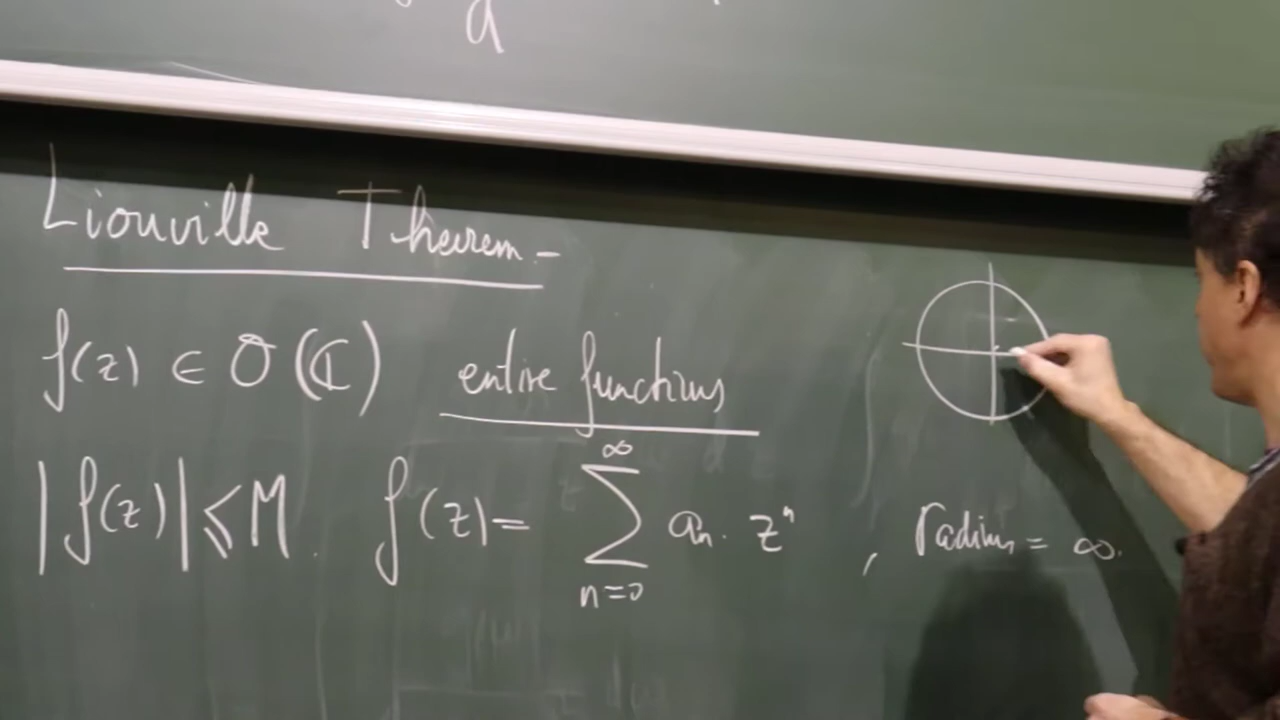 a
Liouville Theorem.-
f(z) ∈ O(ℂ) entire functions
|f(z)| ≤ M. f(z) = ∞ ∑ n=0 aₙ. zⁿ , radius = ∞.